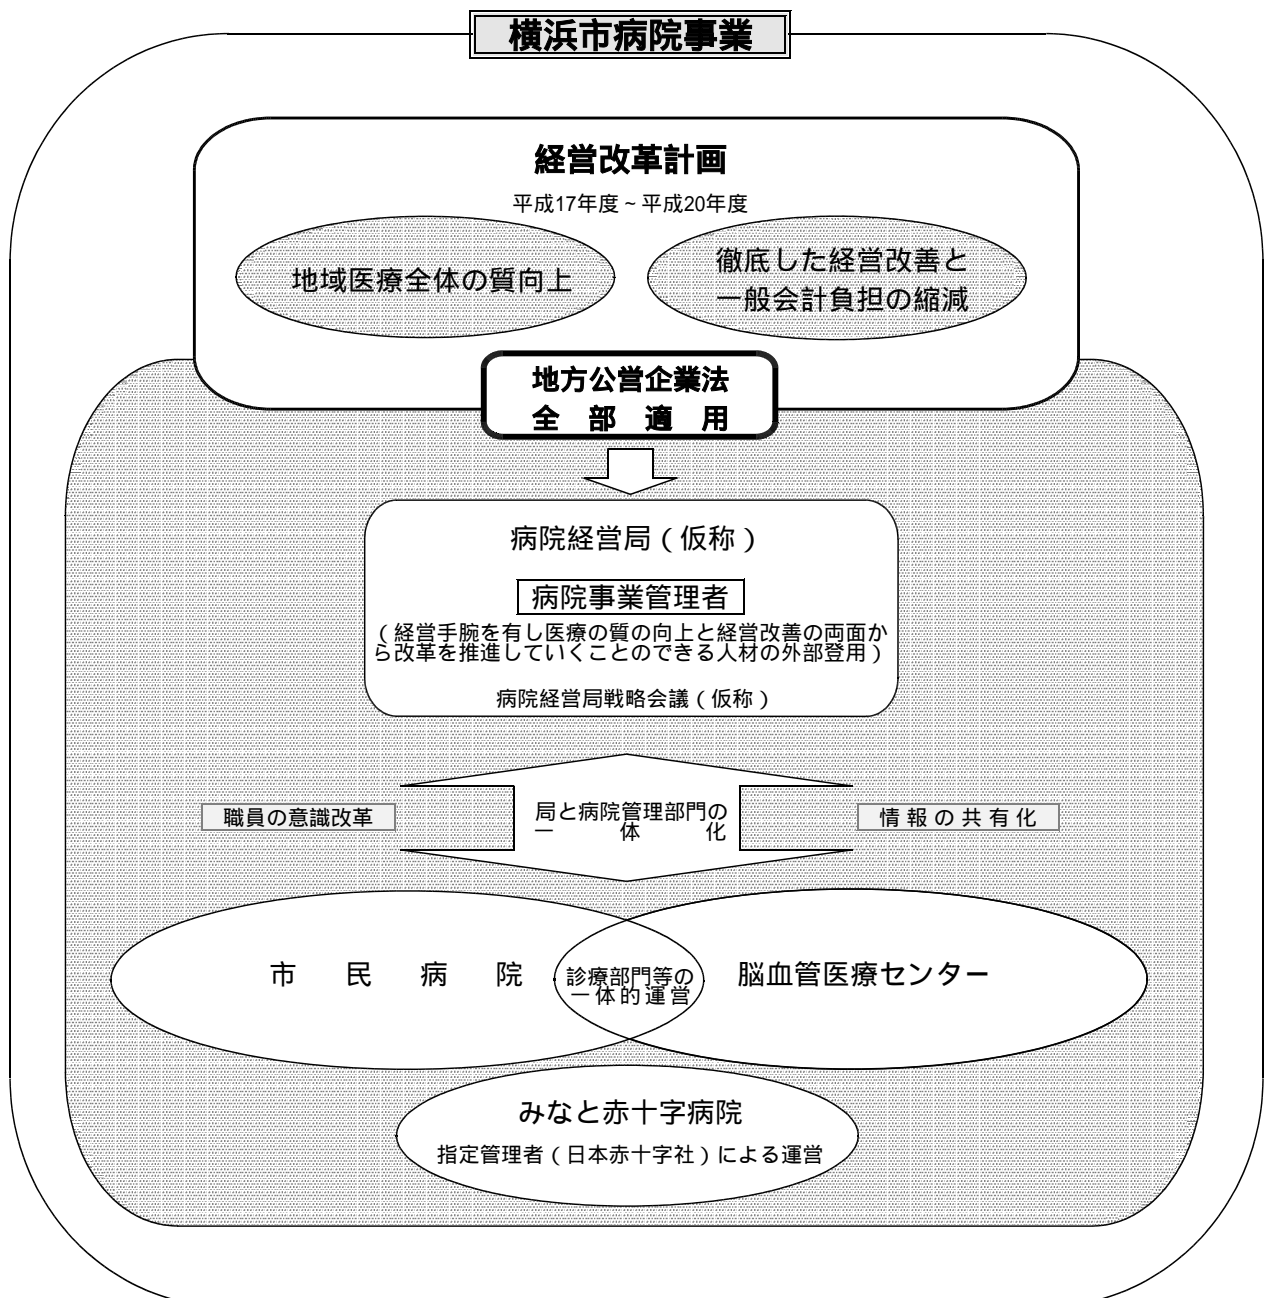 横浜市病院事業
経営改革計画
平成17年度~平成20年度
地域医療全体の質向上
徹底した経営改善と
一般会計負担の縮減
地方公営企業法
全部適用
病院経営局(仮称)
病院事業管理者
(経営手腕を有し医療の質の向上と経営改善の両面か
ら改革を推進していくことのできる人材の外部登用)
病院経営局戦略会議(仮称)
職員の意識改革
局と病院管理部門の
一体化
情報の共有化
市民病院
診療部門等の
一体的運営
脳血管医療センター
みなと赤十字病院
指定管理者(日本赤十字社)による運営